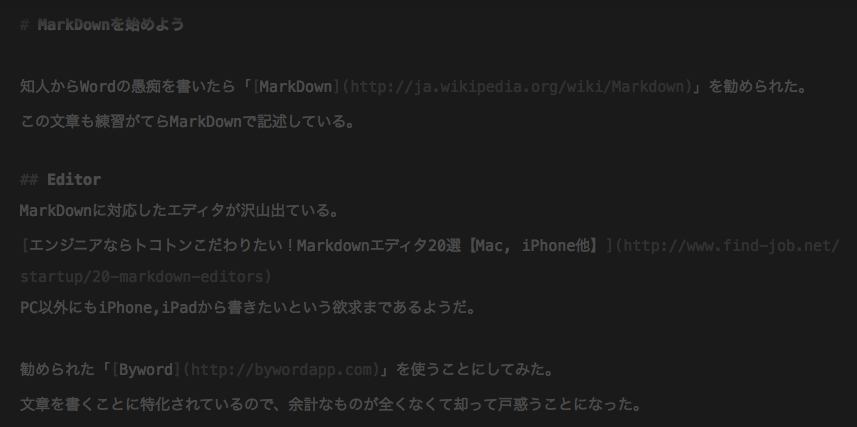 # MarkDownを始めよう
知人からWordの愚痴を書いたら「[MarkDown](http://ja.wikipedia.org/wiki/Markdown)」を勧められた。
この文章も練習がてらMarkDownで記述している。
## Editor
MarkDownに対応したエディタが沢山出ている。
[エンジニアならトコトンこだわりたい！Markdownエディタ20選【Mac, iPhone他】](http://www.find-job.net/
startup/20-markdown-editors)
PC以外にもiPhone,iPadから書きたいという欲求まであるようだ。
勧められた「[Byword](http://bywordapp.com)」を使うことにしてみた。
文章を書くことに特化されているので、余計なものが全くなくて却って戸惑うことになった。